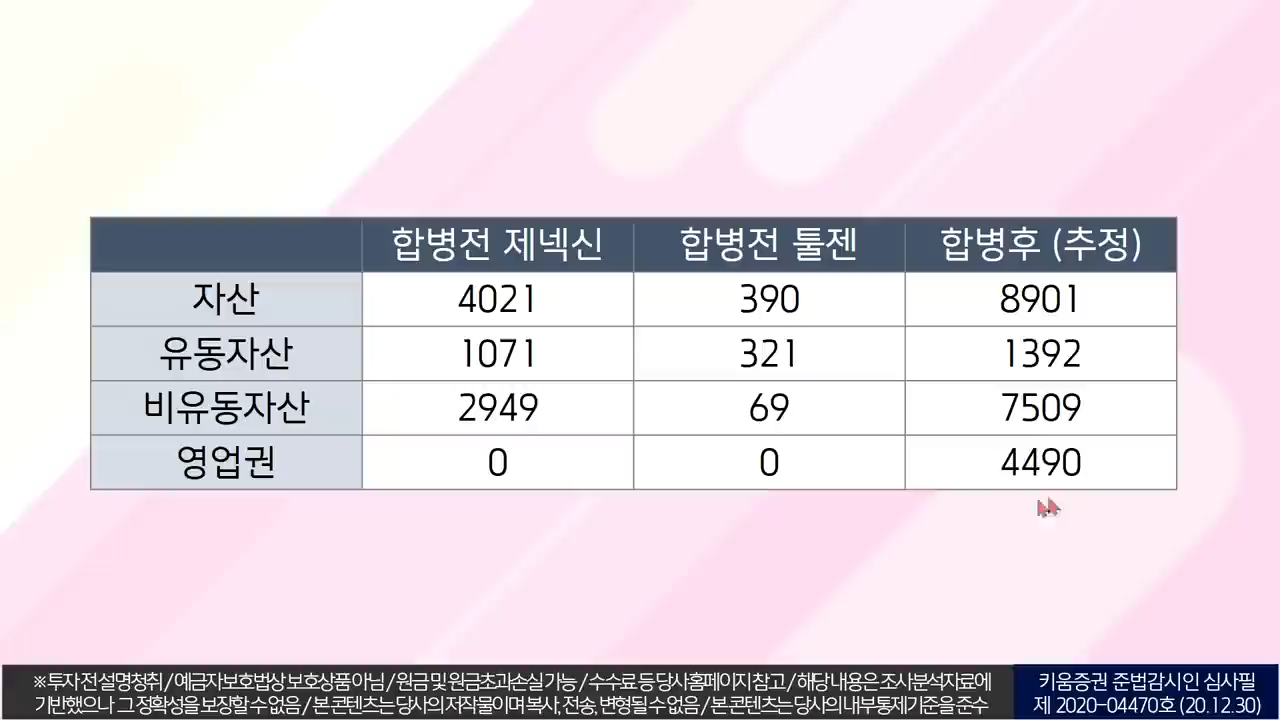 합병전 제넥신 합병전 툴젠 합병후 (추정)
자산 4021 390 8901
유동자산 1071 321 1392
비유동자산 2949 69 7509
영업권 0 0 4490
※ 투자 전 설명청취 / 예금자보호법상 보호상품 아님 / 원금 및 원금초과손실 가능 / 수수료 등 당사홈페이지 참고 / 해당 내용은 조사분석자료에
기반했으나 그 정확성을 보장할 수 없음 / 본 콘텐츠는 당사의 저작물이며 복사, 전송, 변형될 수 없음 / 본 콘텐츠는 당사의 내부통제기준을 준수
키움증권 준법감시인 심사필
제 2020-04470호 (20.12.30)